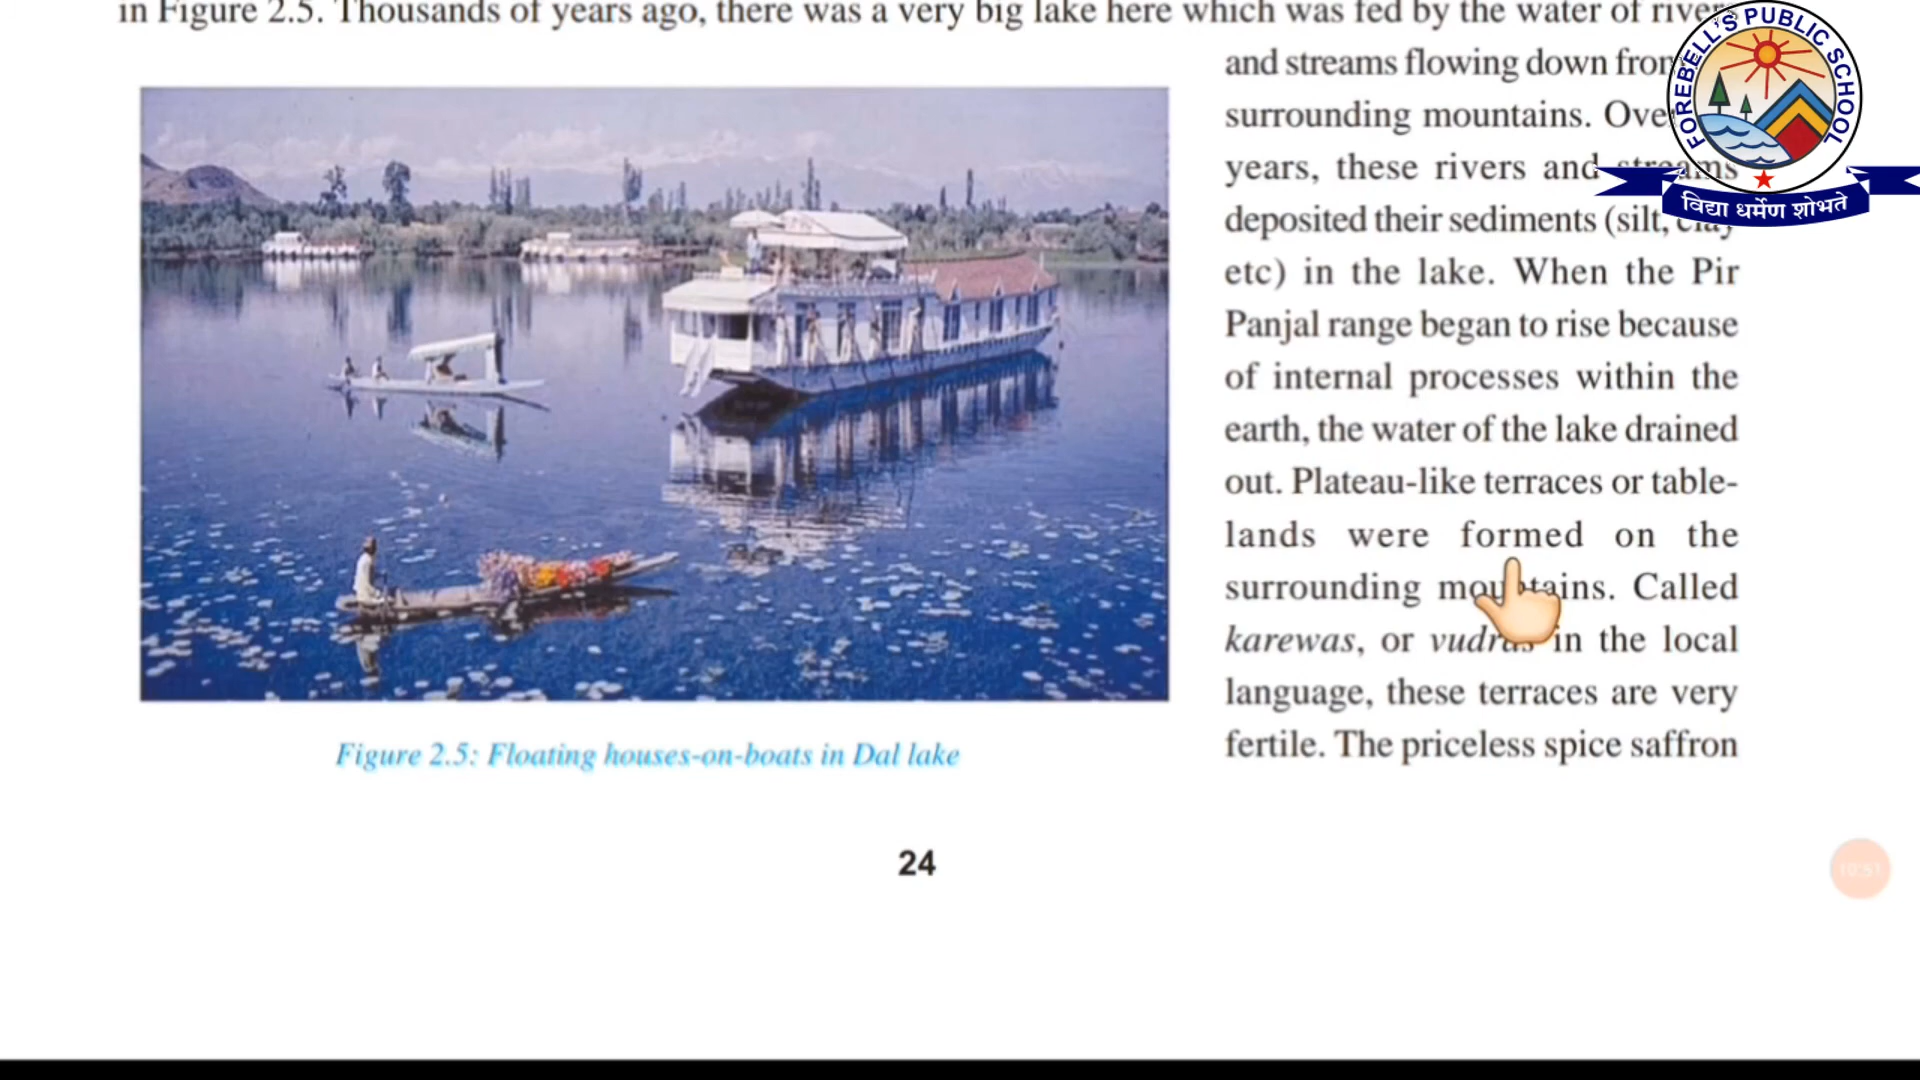 in Figure 2.5. Thousands of years ago, there was a very big lake here which was fed by the water of
and streams flowing down
surrounding mountains.
years, these rivers and streams
deposited their sediments (silt, clay
etc) in the lake. When the Pir
Panjal range began to rise because
of internal processes within the
earth, the water of the lake drained
out. Plateau-like terraces or table-
lands were formed on the
surrounding mountains. Called
karewas, or vudras in the local
language, these terraces are very
fertile. The priceless spice saffron
Figure 2.5: Floating houses-on-boats in Dal lake
24
FOREBELL'S PUBLIC SCHOOL
विद्या धर्मेण शोभते